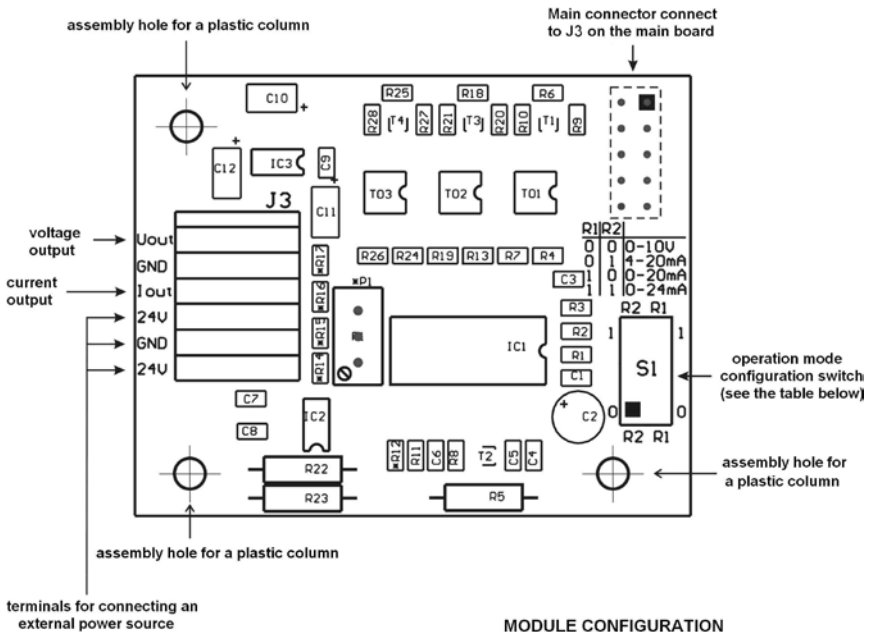 assembly hole for a plastic column
Main connector connect
to J3 on the main board
C10 +
R25
R18
R6
R28
T4
R27
R21
T3
R20
R10
T1
R9
+
C12
IC3
C9
+
C11
TO3
TO2
TO1
J3
voltage
output
Uout
GND
current
output
Iout
24V
GND
24V
R1 R2
0 0 0-10V
0 1 4-20mA
1 0 0-20mA
1 1 0-24mA
*R17
*R16
*R15
*R14
R26
R24
R19
R13
R7
R4
*P1
C3
R3
R2
R1
C1
IC1
R2 R1
1 1
S1
0 0
R2 R1
operation mode
configuration switch
(see the table below)
+
C2
C7
C8
IC2
*R12
R11
C6
R8
T2
C5
C4
R22
R23
R5
assembly hole for
a plastic column
assembly hole for a plastic column
terminals for connecting an
external power source
MODULE CONFIGURATION